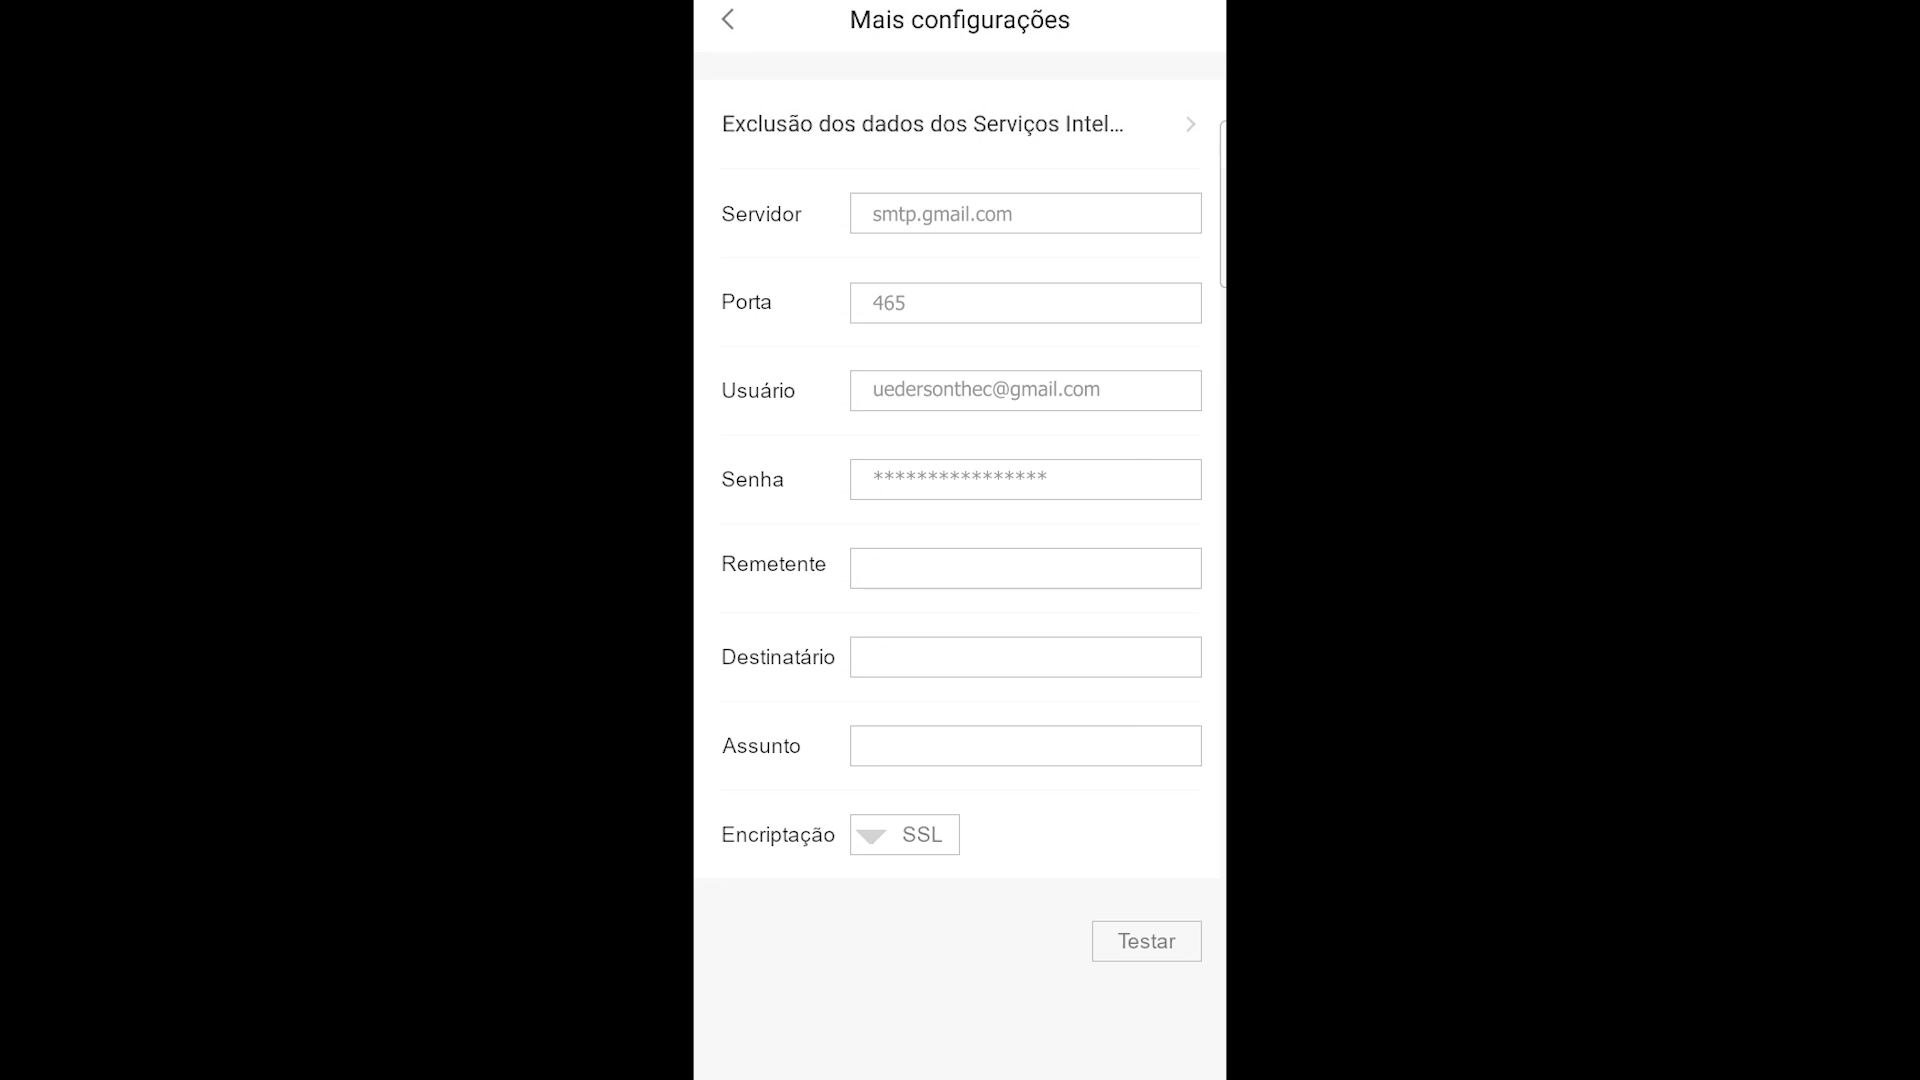 Mais configurações
Exclusão dos dados dos Serviços Intel...
Servidor smtp.gmail.com
Porta 465
Usuário uedersonthec@gmail.com
Senha ****************
Remetente
Destinatário
Assunto
Encriptação SSL
Testar